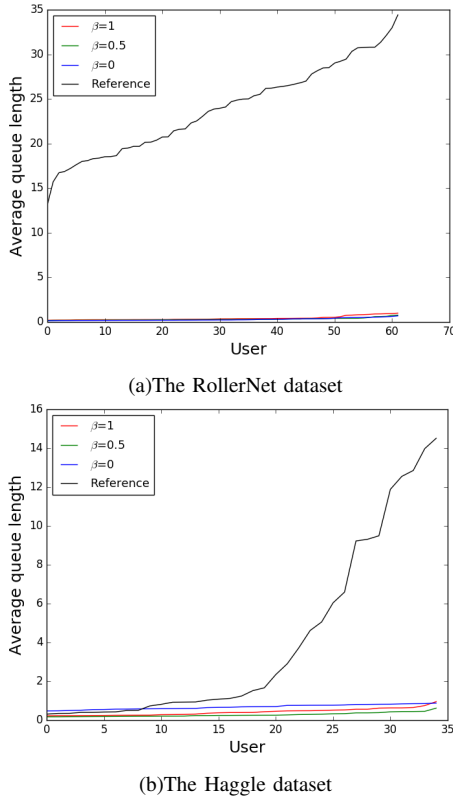 35
30
25
20
15
10
5
0
Average queue length
β=1
β=0.5
β=0
Reference
0 10 20 30 40 50 60 70
User
(a)The RollerNet dataset
16
14
12
10
8
6
4
2
0
Average queue length
β=1
β=0.5
β=0
Reference
0 5 10 15 20 25 30 35
User
(b)The Haggle dataset